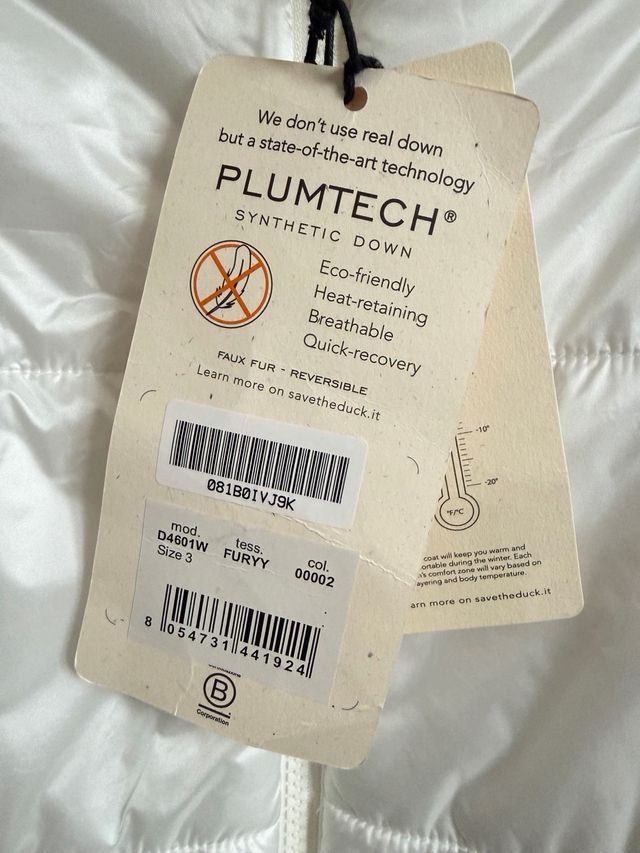 We don't use real down
but a state-of-the-art technology
PLUMTECH®
SYNTHETIC DOWN
Eco-friendly
Heat-retaining
Breathable
Quick-recovery
FAUX FUR - REVERSIBLE
Learn more on savetheduck.it
081B0IVJ9K
mod. tess. col.
D4601W FURYY 00002
Size 3
8 054731 441924
B
Corporation
-10°
-20°
°F/°C
coat will keep you warm and
ortable during the winter. Each
's comfort zone will vary based on
ayering and body temperature.
arn more on savetheduck.it